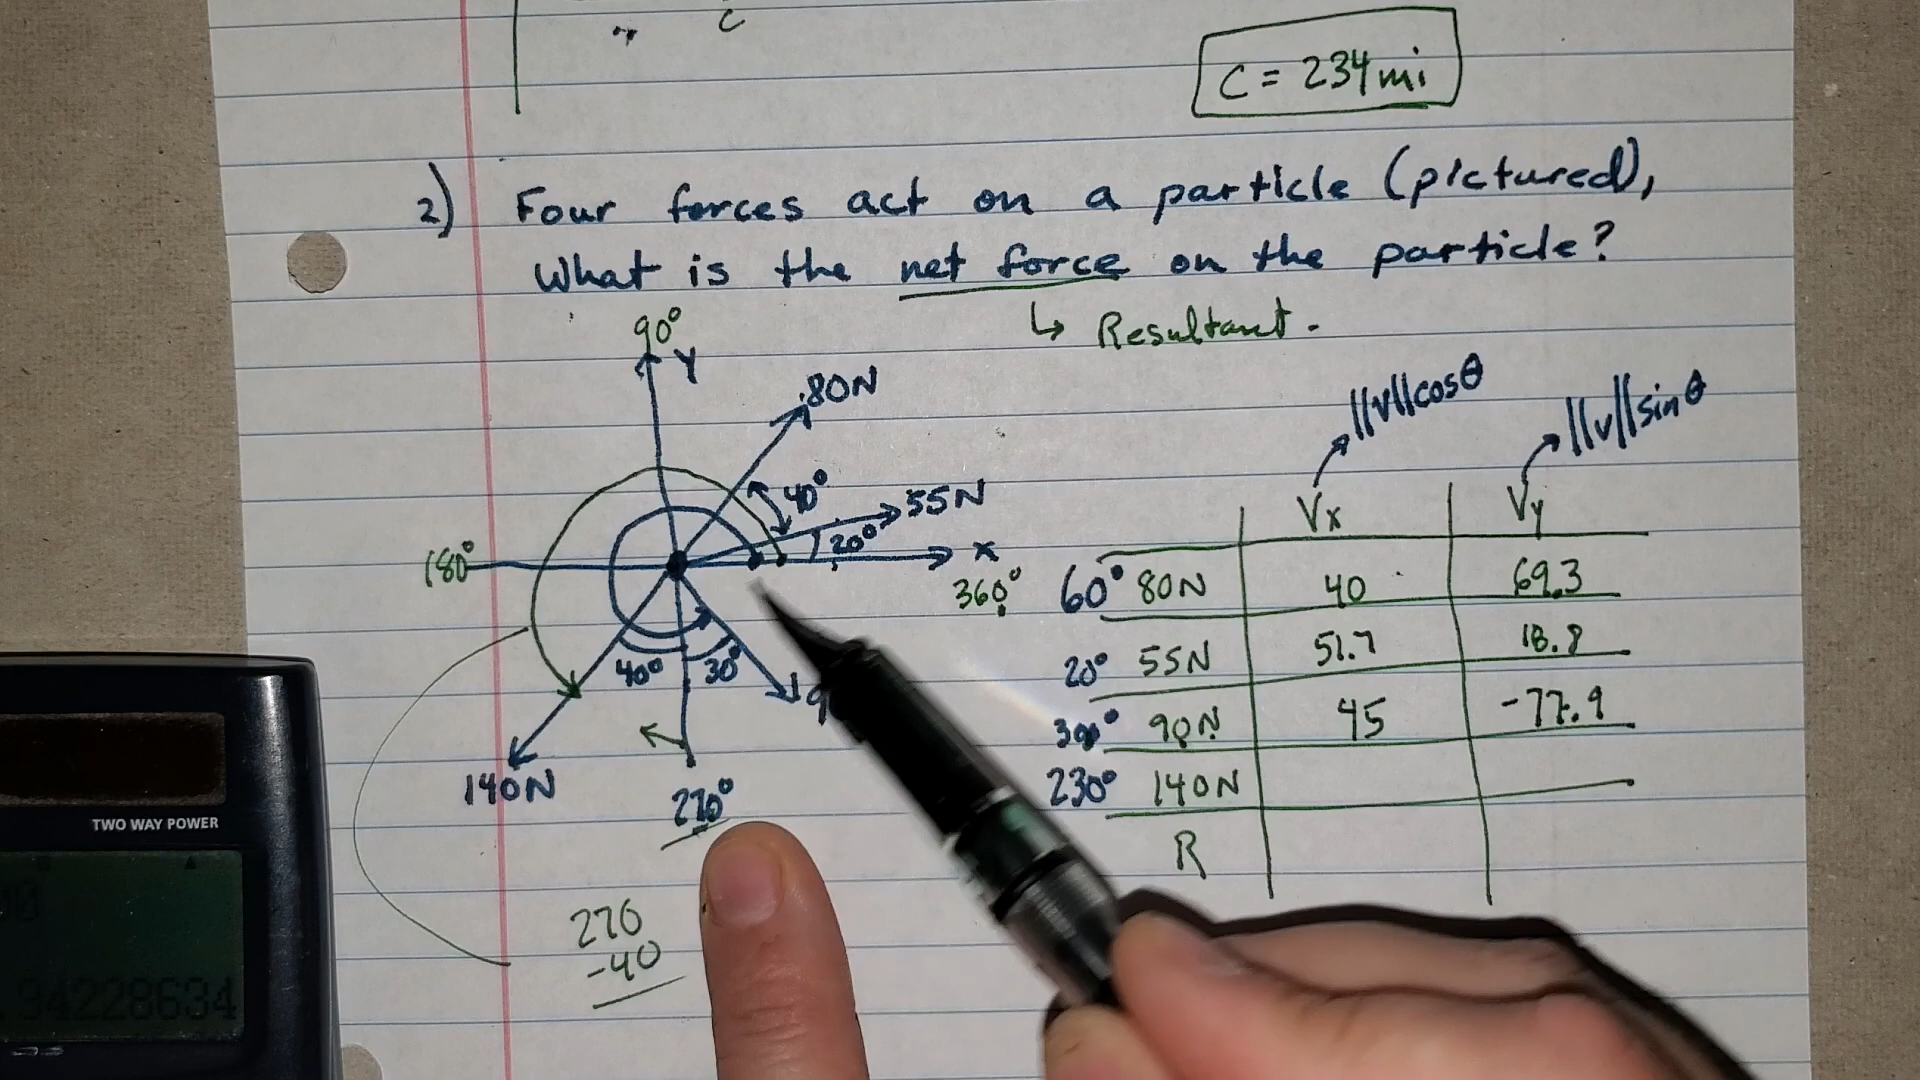 c
C = 234 mi
2) Four forces act on a particle (pictured),
What is the net force on the particle?
↳ Resultant.
90°
Y
80N
||v||cosθ
||v||sinθ
40°
55N
Vx
Vy
20°
x
180°
360°
60° 80N 40 69.3
20° 55N 51.7 18.8
90N 45 -77.9
230° 140N
R
40°
30°
140N
270°
270
-40
TWO WAY POWER
94228634